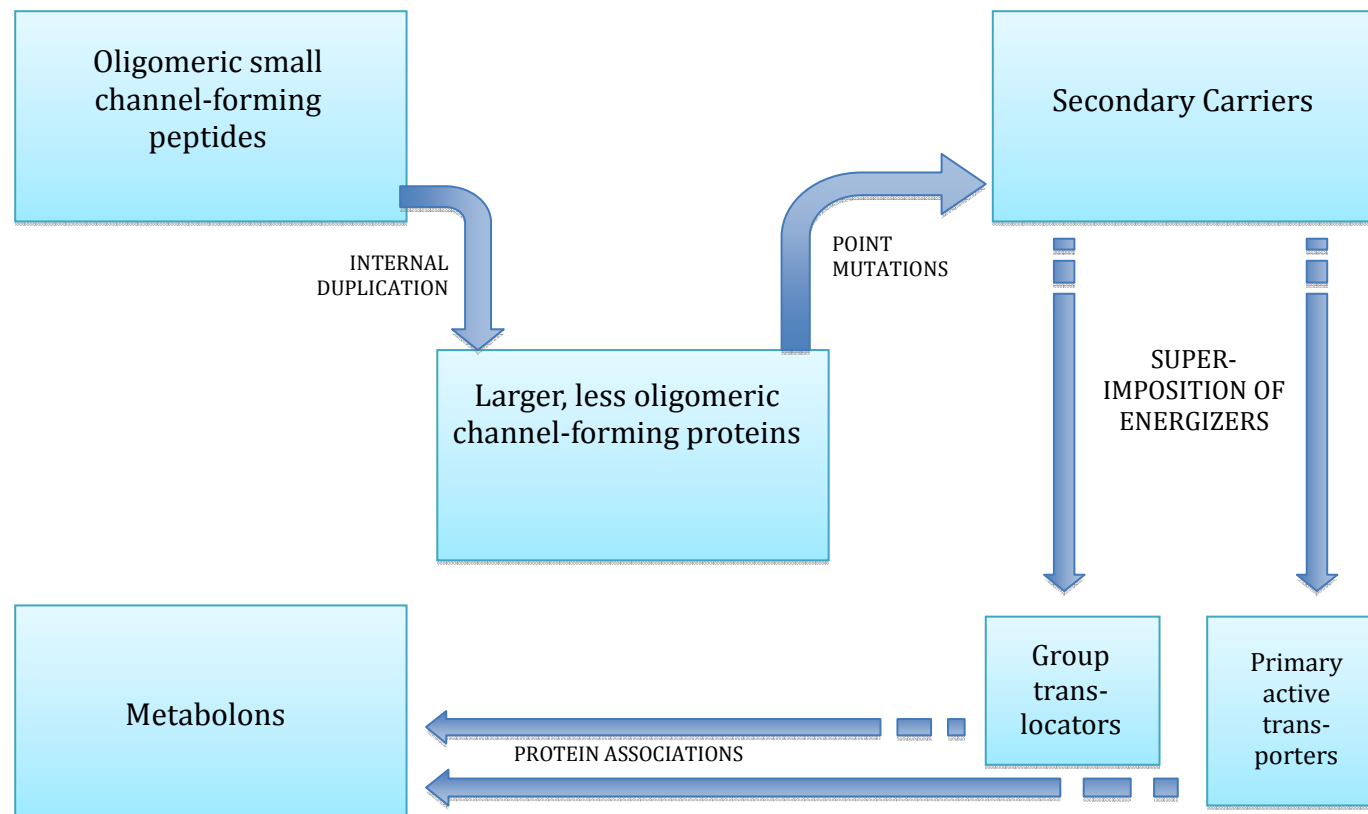 Oligomeric small
channel-forming
peptides
Secondary Carriers
INTERNAL
DUPLICATION
POINT
MUTATIONS
Larger, less oligomeric
channel-forming proteins
SUPER-
IMPOSITION OF
ENERGIZERS
Metabolons
PROTEIN ASSOCIATIONS
Group
trans-
locators
Primary
active
trans-
porters